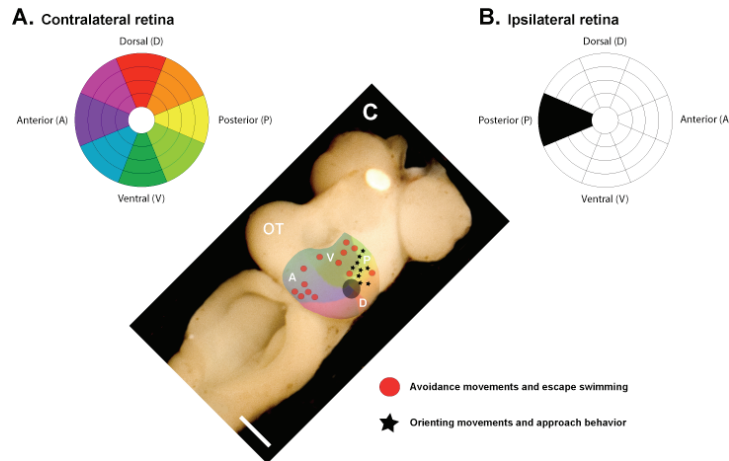 A. Contralateral retina
Dorsal (D)
Anterior (A)
Posterior (P)
Ventral (V)
B. Ipsilateral retina
Dorsal (D)
Posterior (P)
Anterior (A
Ventral (V)
C
OT
V
P
A
D
Avoidance movements and escape swimming
Orienting movements and approach behavior